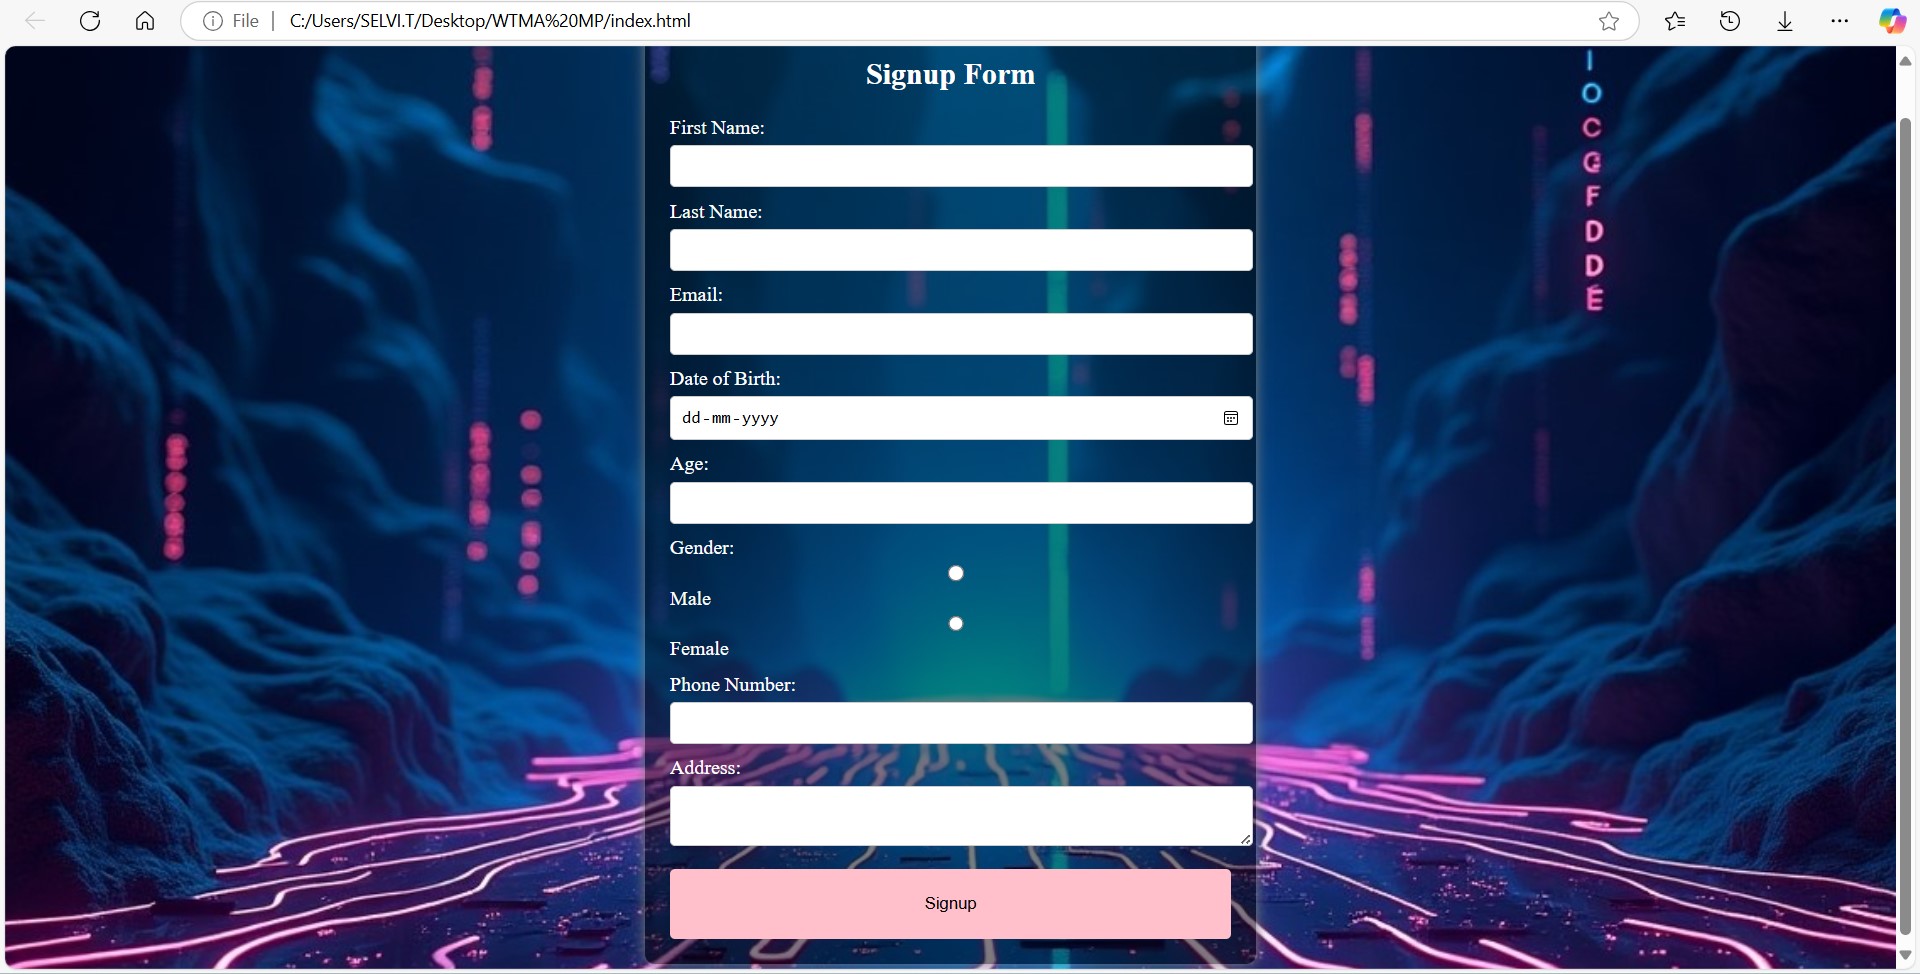 File
C:/Users/SELVI.T/Desktop/WTMA%20MP/index.html
Signup Form
First Name:
Last Name:
Email:
Date of Birth:
dd-mm-yyyy
Age:
Gender:
Male
Female
Phone Number:
Address:
Signup
I
O
C
G
F
D
D
E